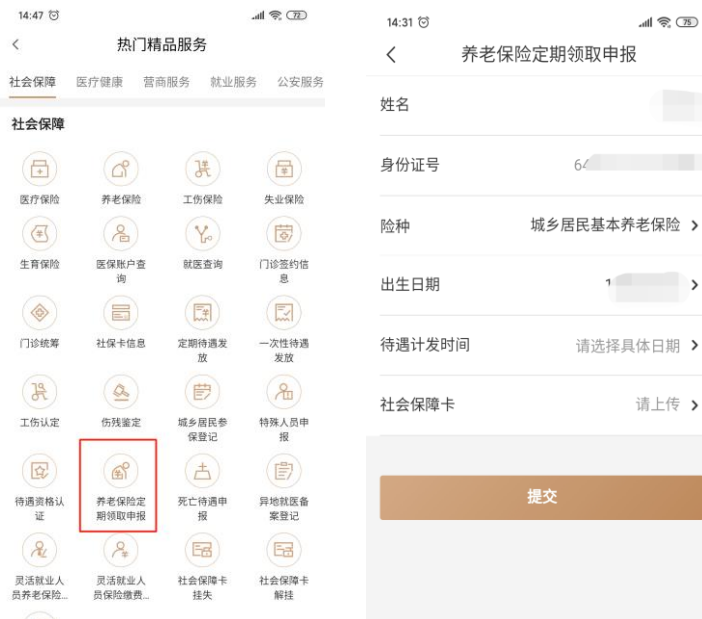 14:47
72
热门精品服务
社会保障 医疗健康 营商服务 就业服务 公安服务
社会保障
医疗保险 养老保险 工伤保险 失业保险
生育保险 医保账户查 就医查询 门诊签约信
询 息
门诊统筹 社保卡信息 定期待遇发 一次性待遇
放 发放
工伤认定 伤残鉴定 城乡居民参 特殊人员申
保登记 报
待遇资格认 养老保险定 死亡待遇申 异地就医备
证 期领取申报 报 案登记
灵活就业人 灵活就业人 社会保障卡 社会保障卡
员养老保险... 员保险缴费... 挂失 解挂
14:31
75
养老保险定期领取申报
姓名
身份证号 64
险种 城乡居民基本养老保险
出生日期 1
待遇计发时间 请选择具体日期
社会保障卡 请上传
提交